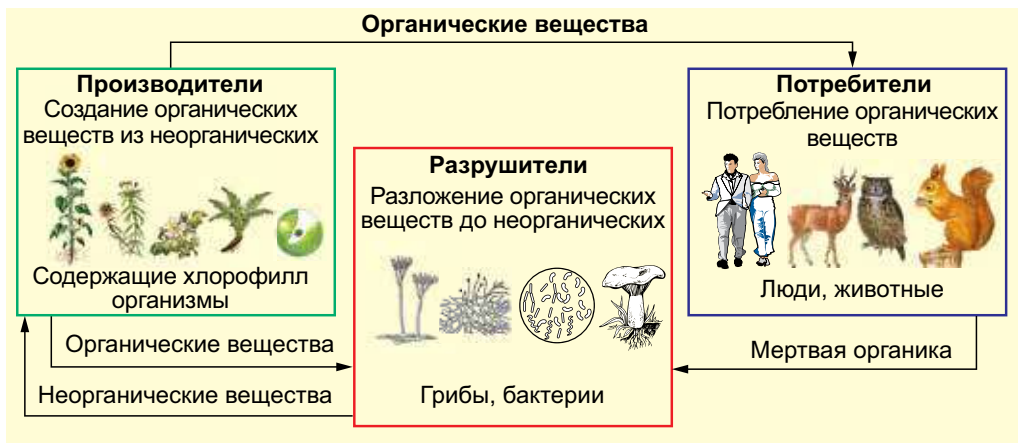 Органические вещества
Производители
Создание органических
веществ из неорганических
Содержащие хлорофилл
организмы
Разрушители
Разложение органических
веществ до неорганических
Грибы, бактерии
Потребители
Потребление органических
веществ
Люди, животные
Органические вещества
Неорганические вещества
Мертвая органика